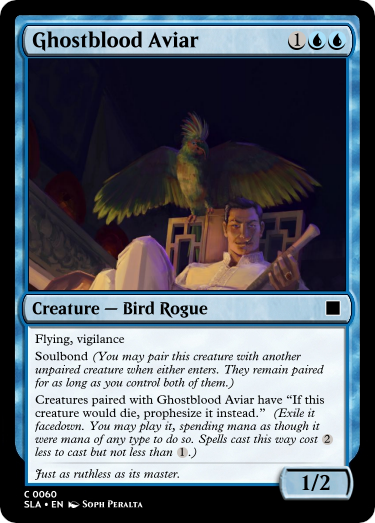 Ghostblood Aviar 1
Creature — Bird Rogue
Flying, vigilance
Soulbond (You may pair this creature with another
unpaired creature when either enters. They remain paired
for as long as you control both of them.)
Creatures paired with Ghostblood Aviar have “If this
creature would die, prophesize it instead.” (Exile it
facedown. You may play it, spending mana as though it
were mana of any type to do so. Spells cast this way cost 2
less to cast but not less than 1.)
Just as ruthless as its master.
1/2
C 0060
SLA • EN Soph Peralta